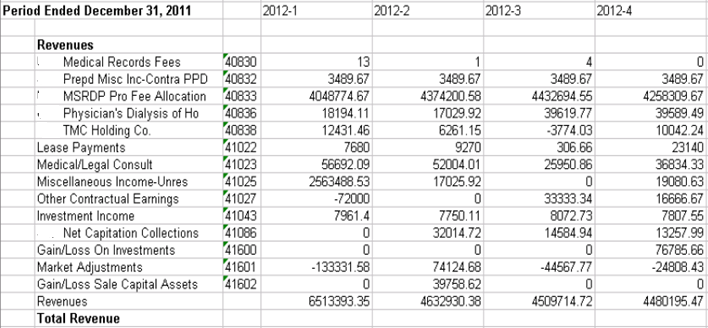 Period Ended December 31, 2011 2012-1 2012-2 2012-3 2012-4
Revenues
Medical Records Fees 40830 13 1 4 0
Prepd Misc Inc-Contra PPD 40832 3489.67 3489.67 3489.67 3489.67
MSRDP Pro Fee Allocation 40833 4048774.67 4374200.58 4432694.55 4258309.67
Physician's Dialysis of Ho 40836 18194.11 17029.92 39619.77 39589.49
TMC Holding Co. 40838 12431.46 6261.15 -3774.03 10042.24
Lease Payments 41022 7680 9270 306.66 23140
Medical/Legal Consult 41023 56692.09 52004.01 25950.86 36834.33
Miscellaneous Income-Unres 41025 2563488.53 17025.92 0 19080.63
Other Contractual Earnings 41027 -72000 0 33333.34 16666.67
Investment Income 41043 7961.4 7750.11 8072.73 7807.55
Net Capitation Collections 41086 0 32014.72 14584.94 13257.99
Gain/Loss On Investments 41600 0 0 0 76785.66
Market Adjustments 41601 -133331.58 74124.68 -44567.77 -24808.43
Gain/Loss Sale Capital Assets 41602 0 39758.62 0 0
Revenues 6513393.35 4632930.38 4509714.72 4480195.47
Total Revenue